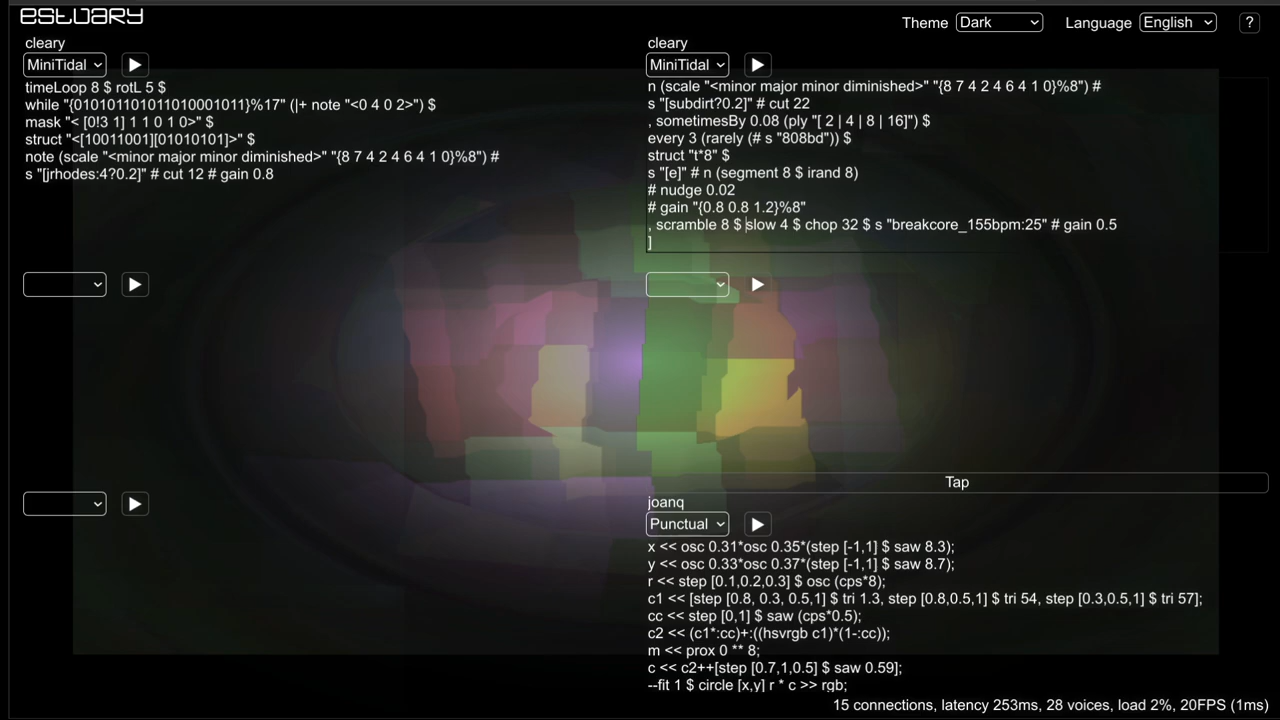 estuary
Theme Dark Language English ?
cleary
MiniTidal
timeLoop 8 $ rotL 5 $
while "{010101101011010001011}%17" (|+ note "<0 4 0 2>") $
mask "< [0!3 1] 1 1 0 1 0>" $
struct "<[10011001][01010101]>" $
note (scale "<minor major minor diminished>" "{8 7 4 2 4 6 4 1 0}%8") #
s "[jrhodes:4?0.2]" # cut 12 # gain 0.8
cleary
MiniTidal
n (scale "<minor major minor diminished>" "{8 7 4 2 4 6 4 1 0}%8") #
s "[subdirt?0.2]" # cut 22
, sometimesBy 0.08 (ply "[ 2 | 4 | 8 | 16]") $
every 3 (rarely (# s "808bd")) $
struct "t*8" $
s "[e]" # n (segment 8 $ irand 8)
# nudge 0.02
# gain "{0.8 0.8 1.2}%8"
, scramble 8 $ slow 4 $ chop 32 $ s "breakcore_155bpm:25" # gain 0.5
]
Tap
joanq
Punctual
x << osc 0.31*osc 0.35*(step [-1,1] $ saw 8.3);
y << osc 0.33*osc 0.37*(step [-1,1] $ saw 8.7);
r << step [0.1,0.2,0.3] $ osc (cps*8);
c1 << [step [0.8, 0.3, 0.5,1] $ tri 1.3, step [0.8,0.5,1] $ tri 54, step [0.3,0.5,1] $ tri 57];
cc << step [0,1] $ saw (cps*0.5);
c2 << (c1*:cc)+:((hsvrgb c1)*(1-:cc));
m << prox 0 ** 8;
c << c2++[step [0.7,1,0.5] $ saw 0.59];
--fit 1 $ circle [x,y] r * c >> rgb;
15 connections, latency 253ms, 28 voices, load 2%, 20FPS (1ms)